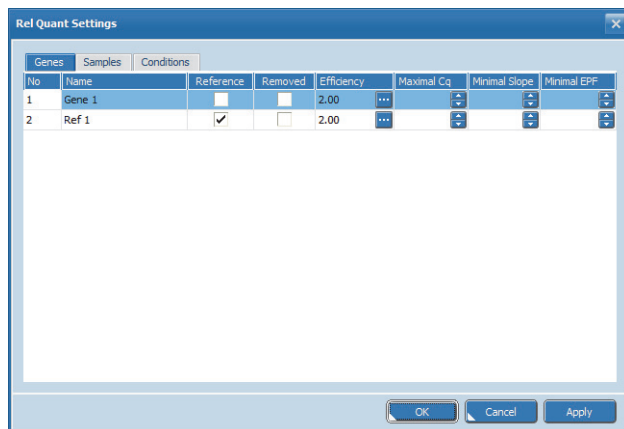 Rel Quant Settings
Genes Samples Conditions
No Name Reference Removed Efficiency Maximal Cq Minimal Slope Minimal EPF
1 Gene 1 2.00 ...
2 Ref 1 2.00 ...
OK Cancel Apply